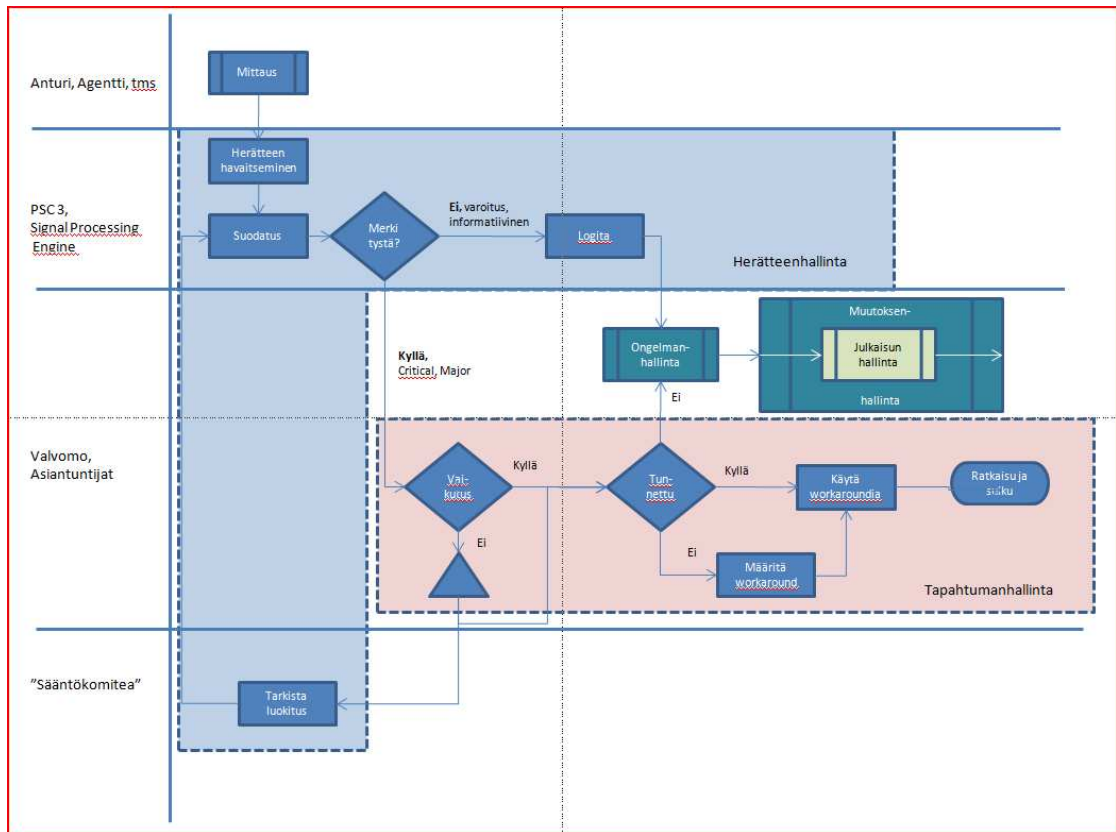 Anturi, Agentti, tms
Mittaus
Herätteen
havaitseminen
PSC 3,
Signal Processing
Engine
Suodatus
Merki
tystä?
Ei, varoitus,
informatiivinen
Logita
Herätteenhallinta
Kyllä,
Critical, Major
Ongelman-
hallinta
Muutoksen-
Julkaisun
hallinta
hallinta
Ei
Valvomo,
Asiantuntijat
Vai-
kutus
Kyllä
Tun-
nettu
Kyllä
Käytä
workaroundia
Ratkaisu ja
sulku
Ei
Ei
Määritä
workaround
Tapahtumanhallinta
"Sääntökomitea"
Tarkista
luokitus